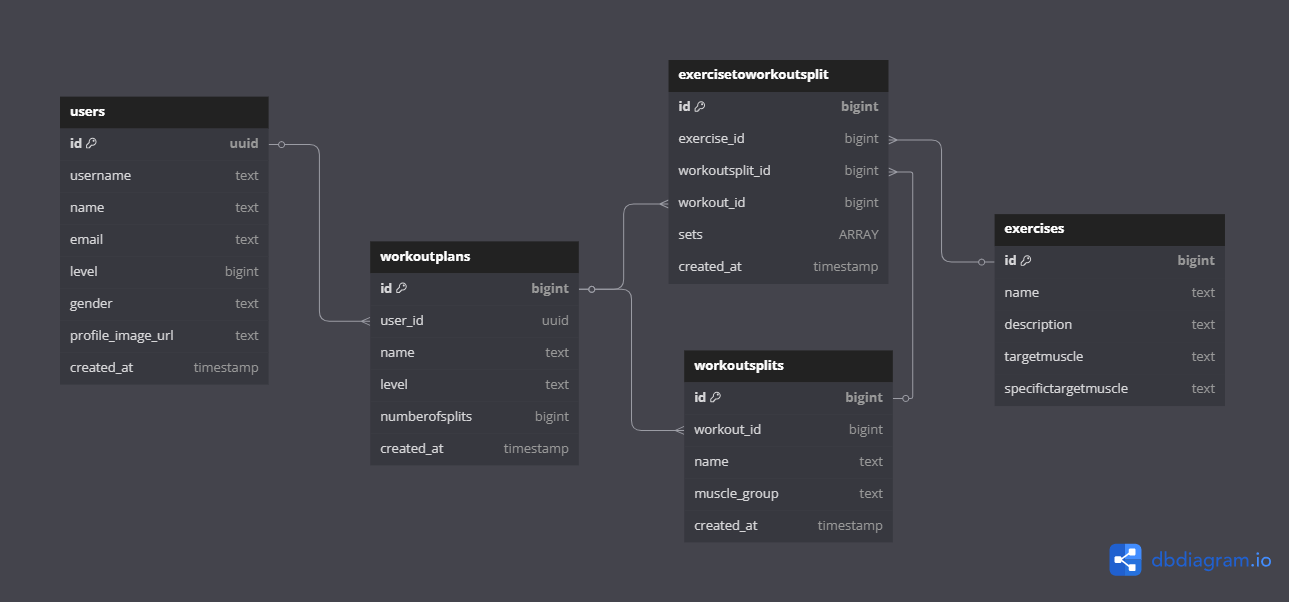 users
id uuid
username text
name text
email text
level bigint
gender text
profile_image_url text
created_at timestamp
workoutplans
id bigint
user_id uuid
name text
level text
numberofsplits bigint
created_at timestamp
exercisetoworkoutsplit
id bigint
exercise_id bigint
workoutsplit_id bigint
workout_id bigint
sets ARRAY
created_at timestamp
workoutsplits
id bigint
workout_id bigint
name text
muscle_group text
created_at timestamp
exercises
id bigint
name text
description text
targetmuscle text
specifictargetmuscle text
dbdiagram.io